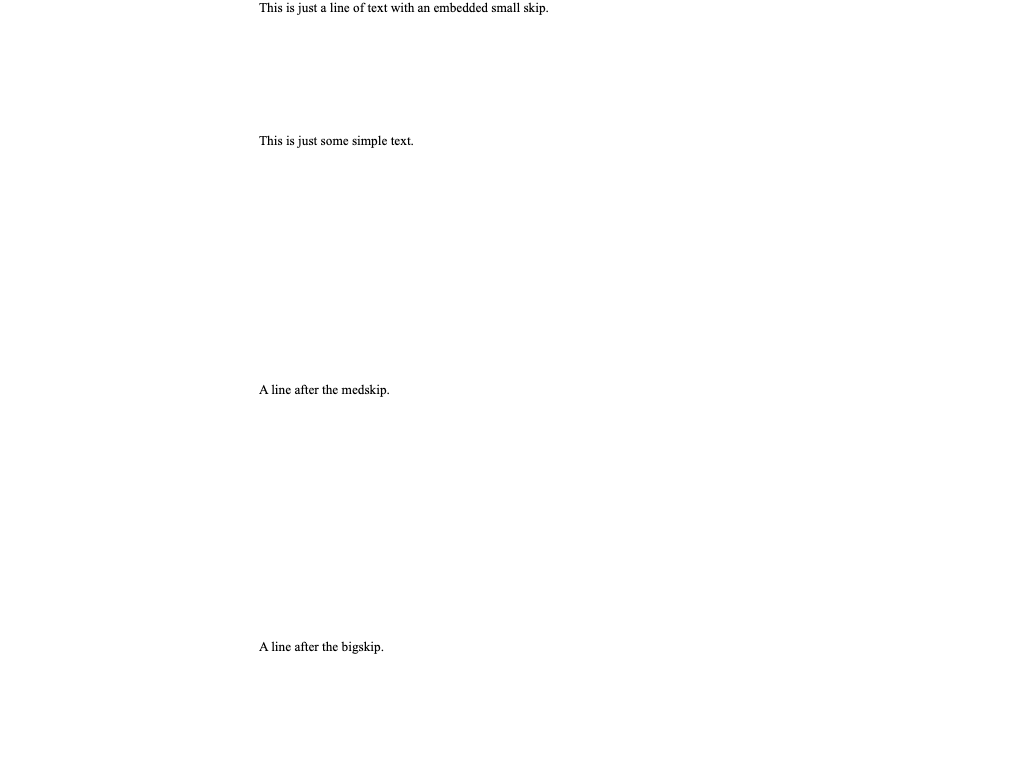 This is just a line of text with an embedded small skip.
This is just some simple text.
A line after the medskip.
A line after the bigskip.